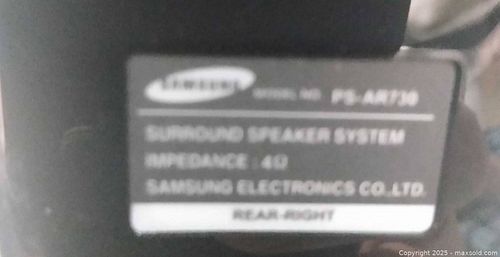 SAMSUNG MODEL NO. PS-AR730
SURROUND SPEAKER SYSTEM
IMPEDANCE : 4Ω
SAMSUNG ELECTRONICS CO.,LTD.
REAR-RIGHT
Copyright © 2025 - maxsold.com